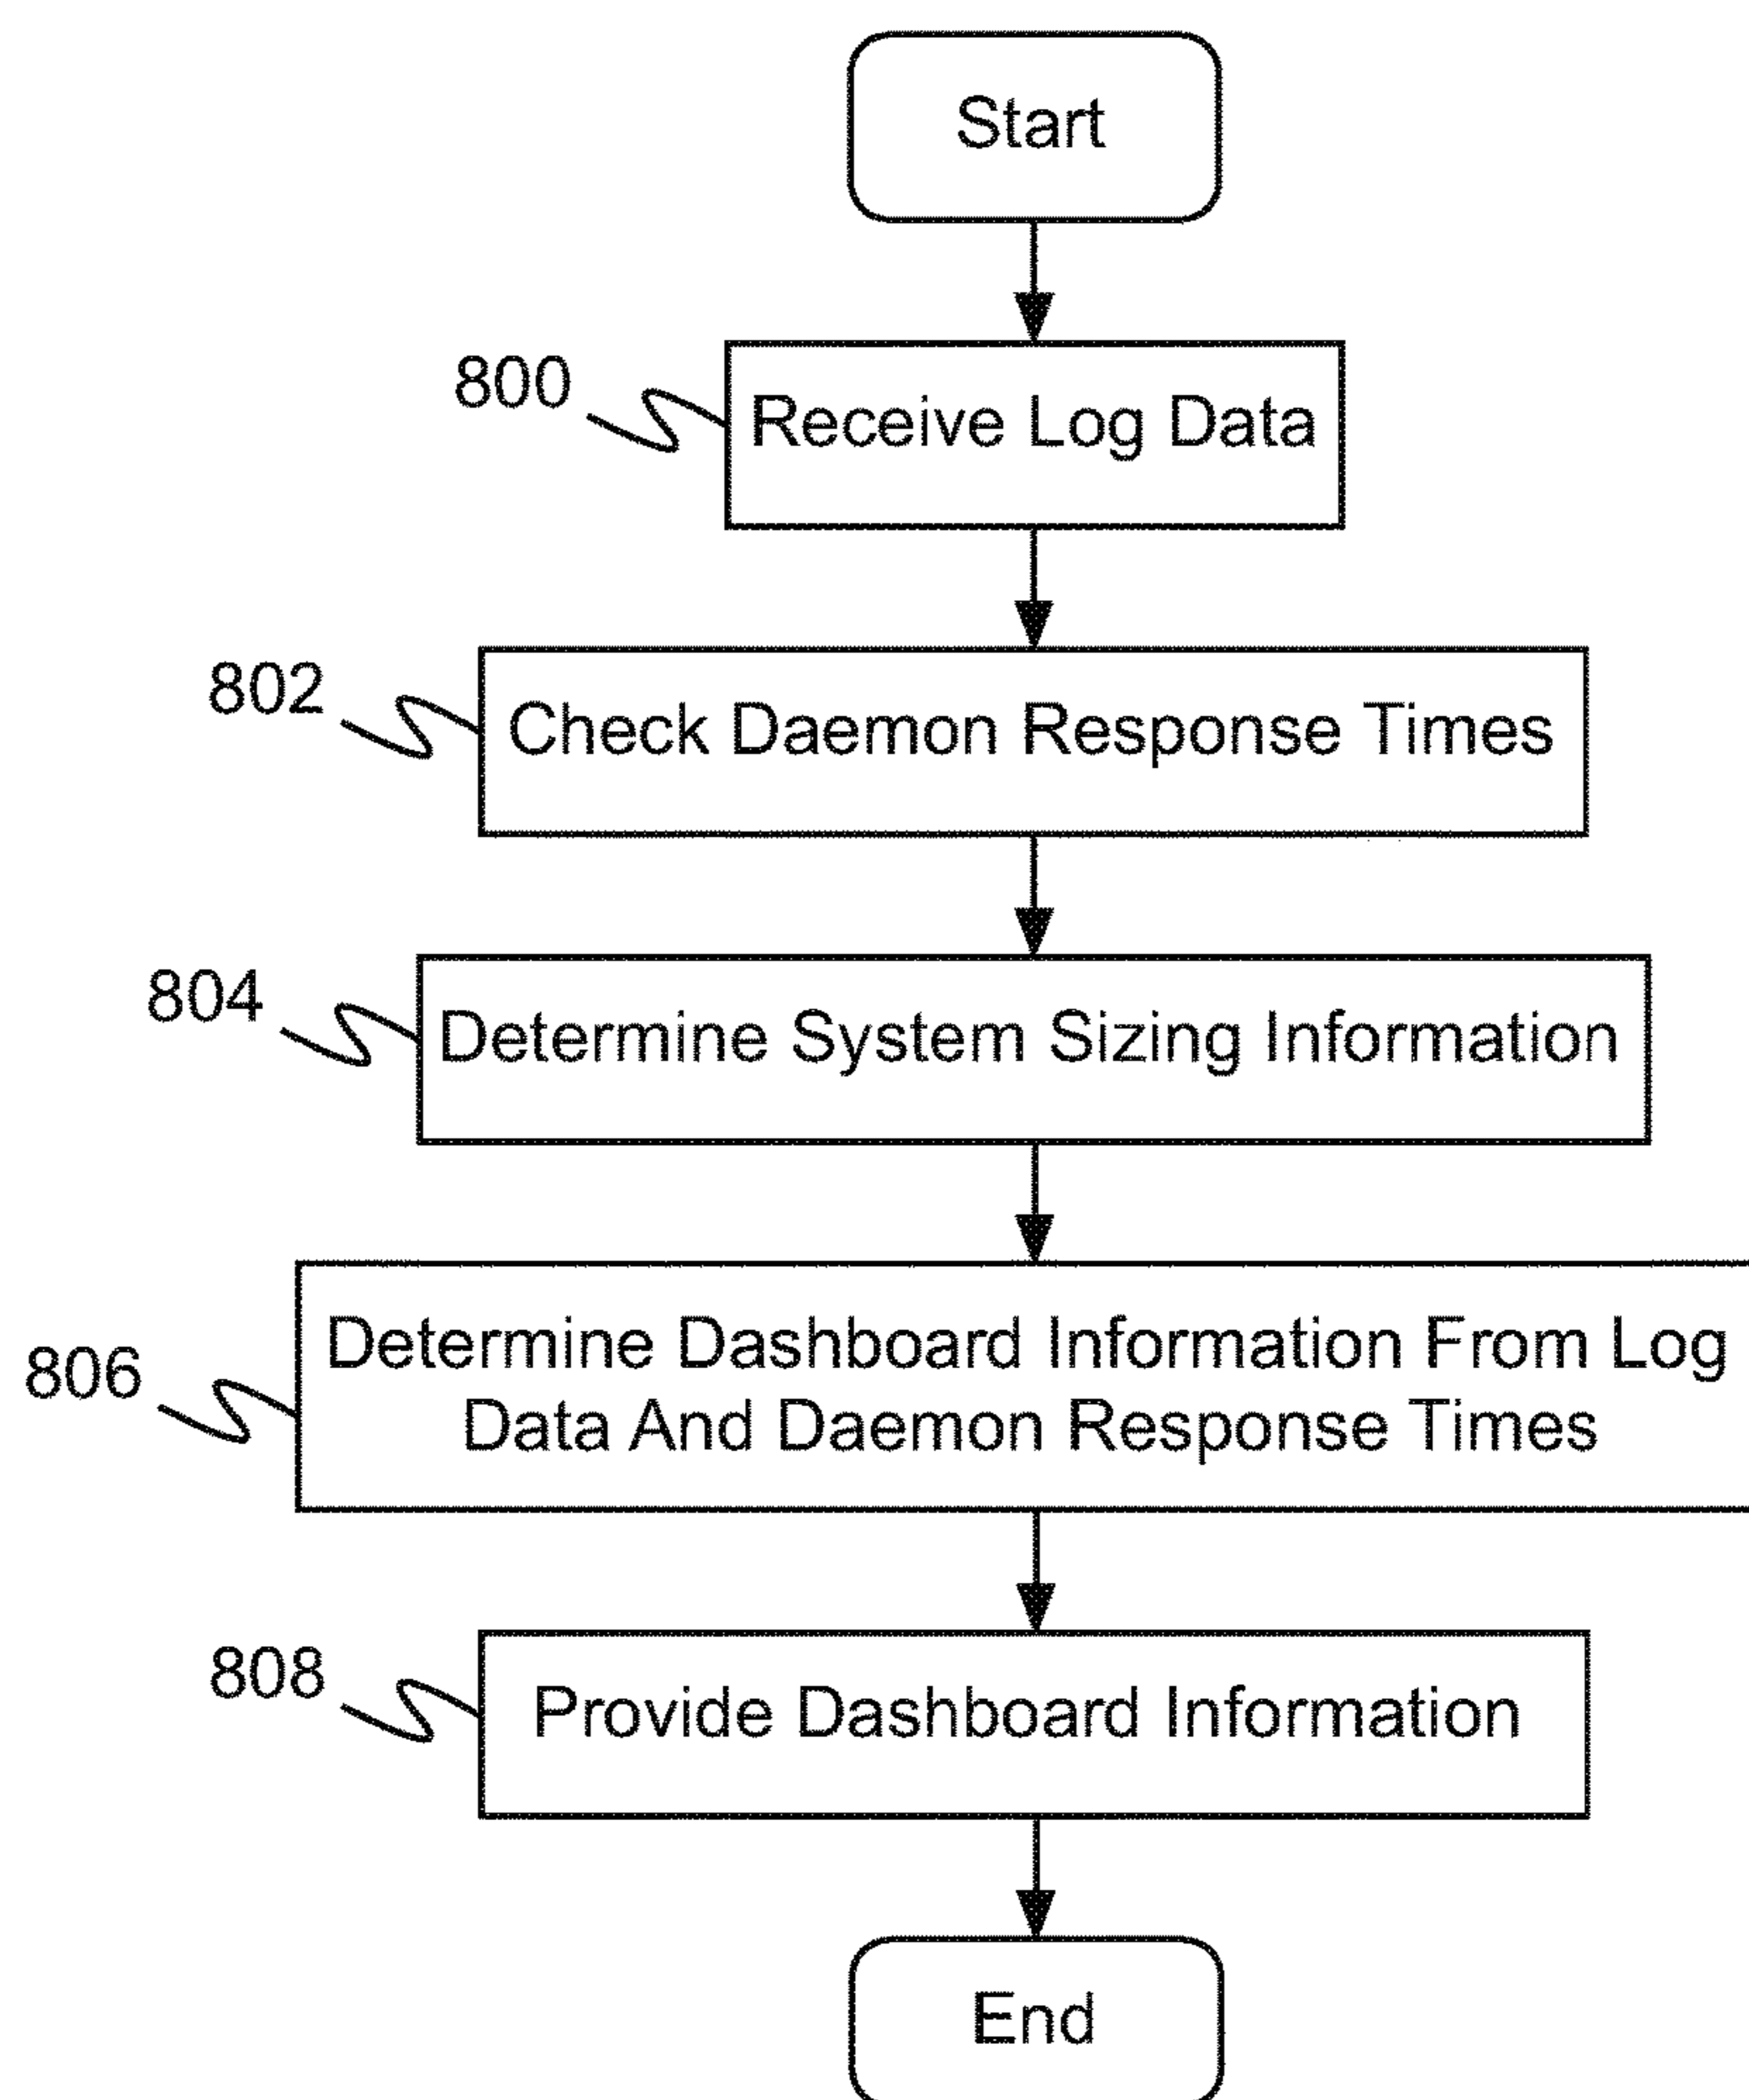 Start
800
Receive Log Data
802
Check Daemon Response Times
804
Determine System Sizing Information
806
Determine Dashboard Information From Log
Data And Daemon Response Times
808
Provide Dashboard Information
End